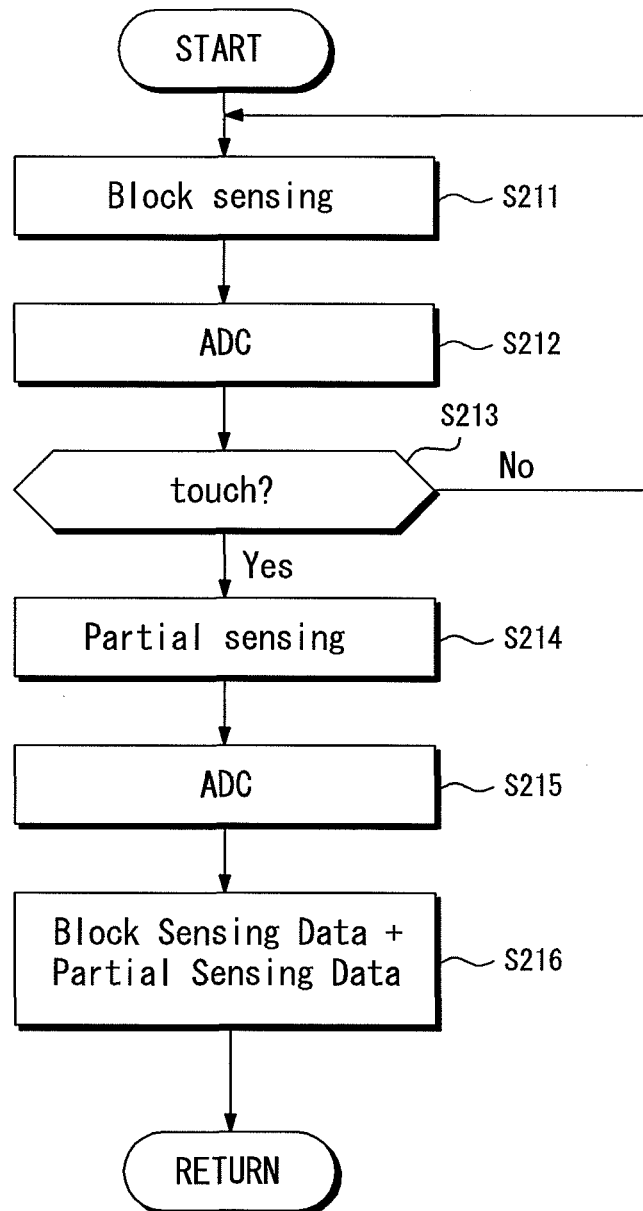 START
Block sensing
S211
ADC
S212
S213
touch?
No
Yes
Partial sensing
S214
ADC
S215
Block Sensing Data +
Partial Sensing Data
S216
RETURN